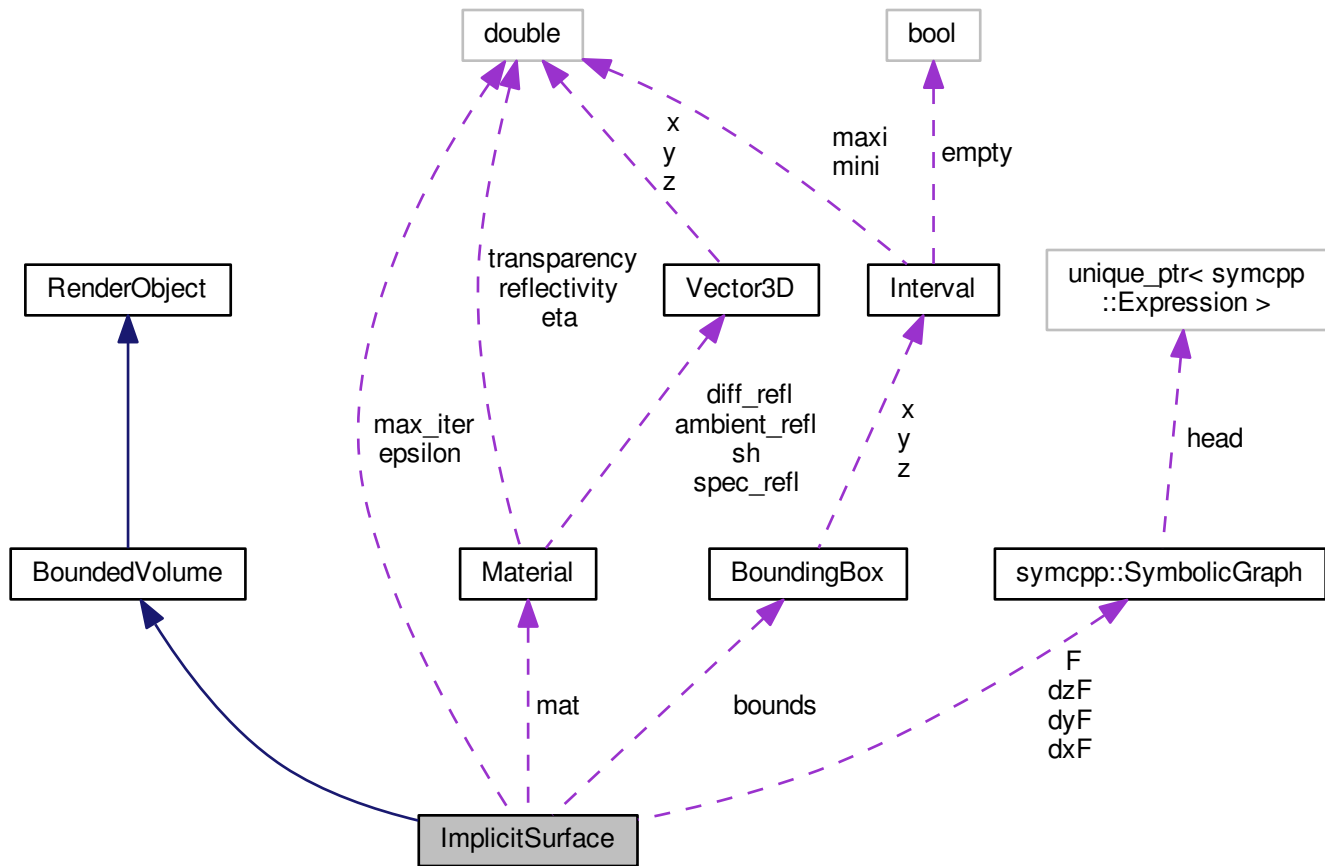 double
bool
x
y
z
maxi
mini
empty
RenderObject
transparency
reflectivity
eta
Vector3D
Interval
unique_ptr< symcpp
::Expression >
max_iter
epsilon
diff_refl
ambient_refl
sh
spec_refl
x
y
z
head
BoundedVolume
Material
BoundingBox
symcpp::SymbolicGraph
mat
bounds
F
dzF
dyF
dxF
ImplicitSurface